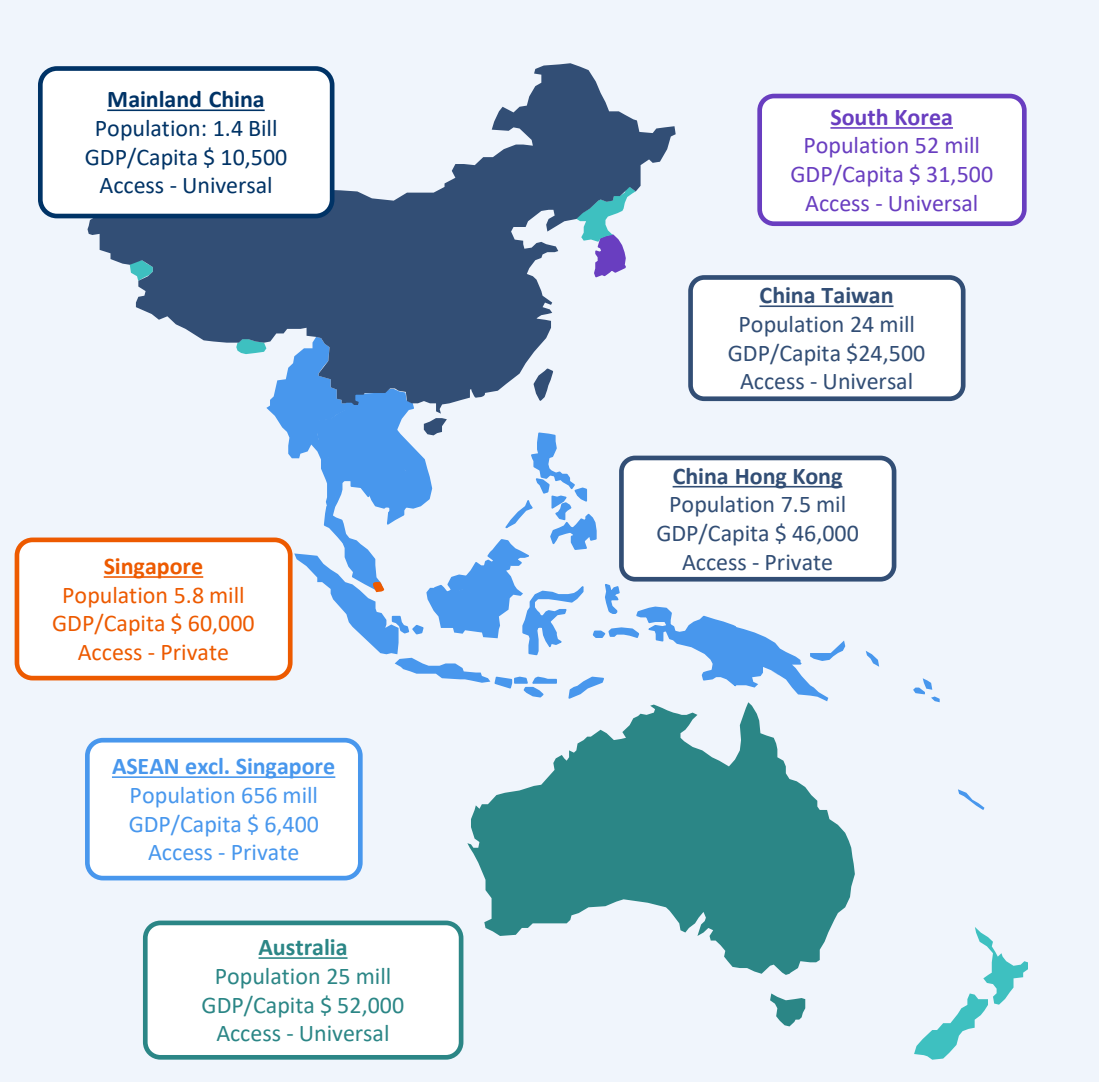 Mainland China
Population: 1.4 Bill
GDP/Capita $ 10,500
Access - Universal
South Korea
Population 52 mill
GDP/Capita $ 31,500
Access - Universal
China Taiwan
Population 24 mill
GDP/Capita $24,500
Access - Universal
China Hong Kong
Population 7.5 mil
GDP/Capita $ 46,000
Access - Private
Singapore
Population 5.8 mill
GDP/Capita $ 60,000
Access - Private
ASEAN excl. Singapore
Population 656 mill
GDP/Capita $ 6,400
Access - Private
Australia
Population 25 mill
GDP/Capita $ 52,000
Access - Universal